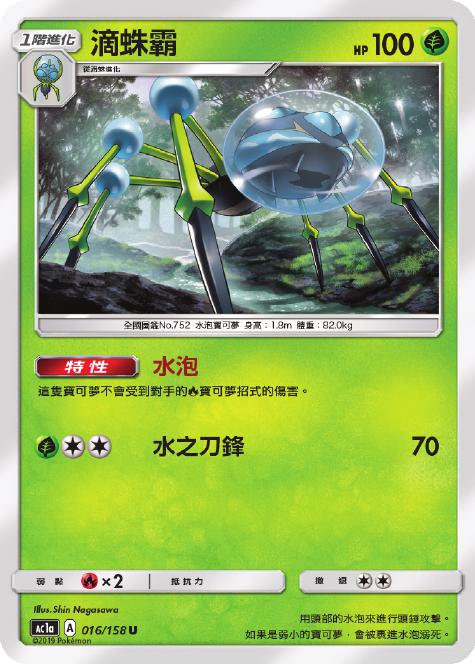 1階進化
滴蛛霸
HP 100
從滴蛛進化
全國圖鑑No.752 水泡寶可夢 身高：1.8m 體重：82.0kg
特性 水泡
這隻寶可夢不會受到對手的寶可夢招式的傷害。
水之刀鋒 70
弱點 ×2 抵抗力 撤退
Illus.Shin Nagasawa
AC1a A 016/158 U
©2019 Pokémon
用頭部的水泡來進行頭錘攻擊。
如果是弱小的寶可夢，會被裹進水泡溺死。